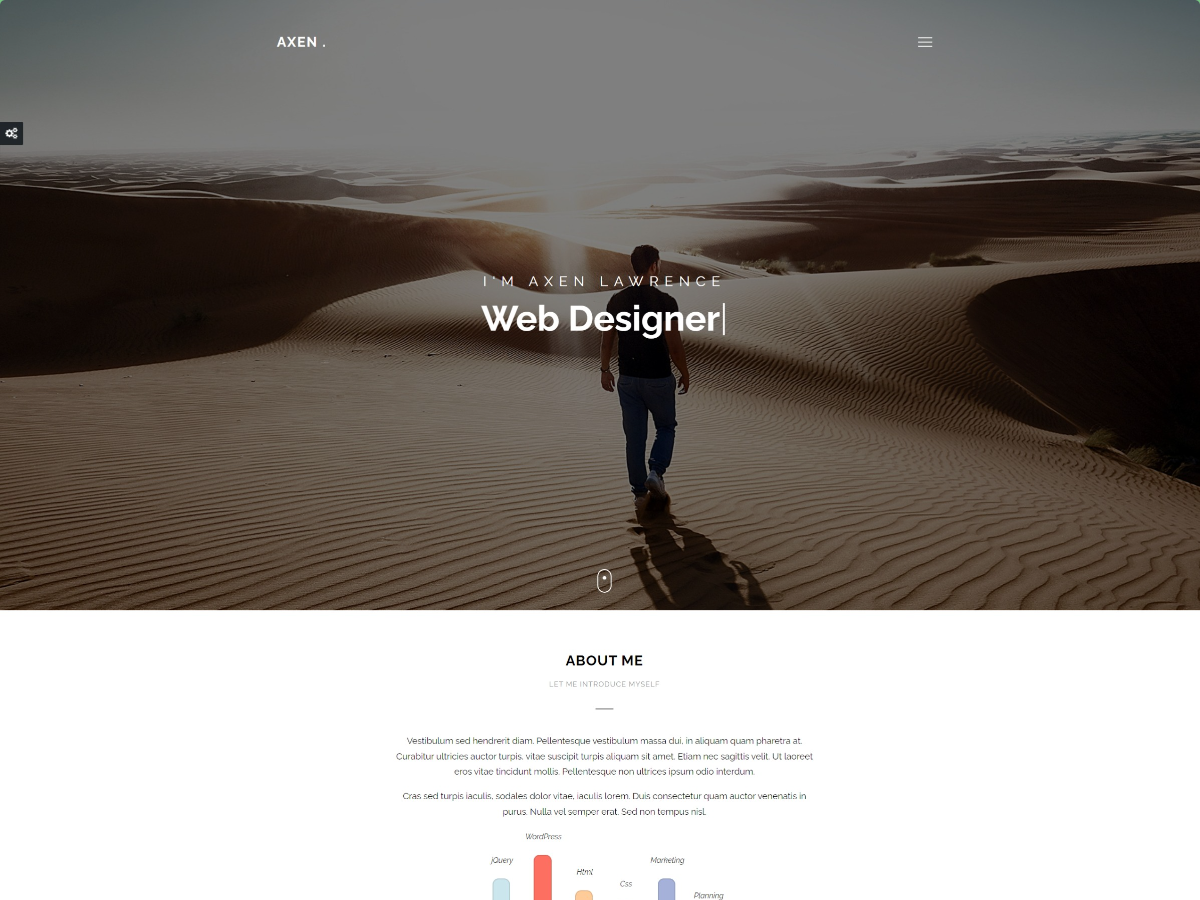 AXEN .
I'M AXEN LAWRENCE
Web Designer
ABOUT ME
LET ME INTRODUCE MYSELF
Vestibulum sed hendrerit diam. Pellentesque vestibulum massa dui, in aliquam quam pharetra at.
Curabitur ultricies auctor turpis, vitae suscipit turpis aliquam sit amet. Etiam nec sagittis velit. Ut laoreet
eros vitae tincidunt mollis. Pellentesque non ultrices ipsum odio interdum.
Cras sed turpis iaculis, sodales dolor vitae, iaculis lorem. Duis consectetur quam auctor venenatis in
purus. Nulla vel semper erat. Sed non tempus nisl.
WordPress
jQuery
Marketing
Html
Css
Planning